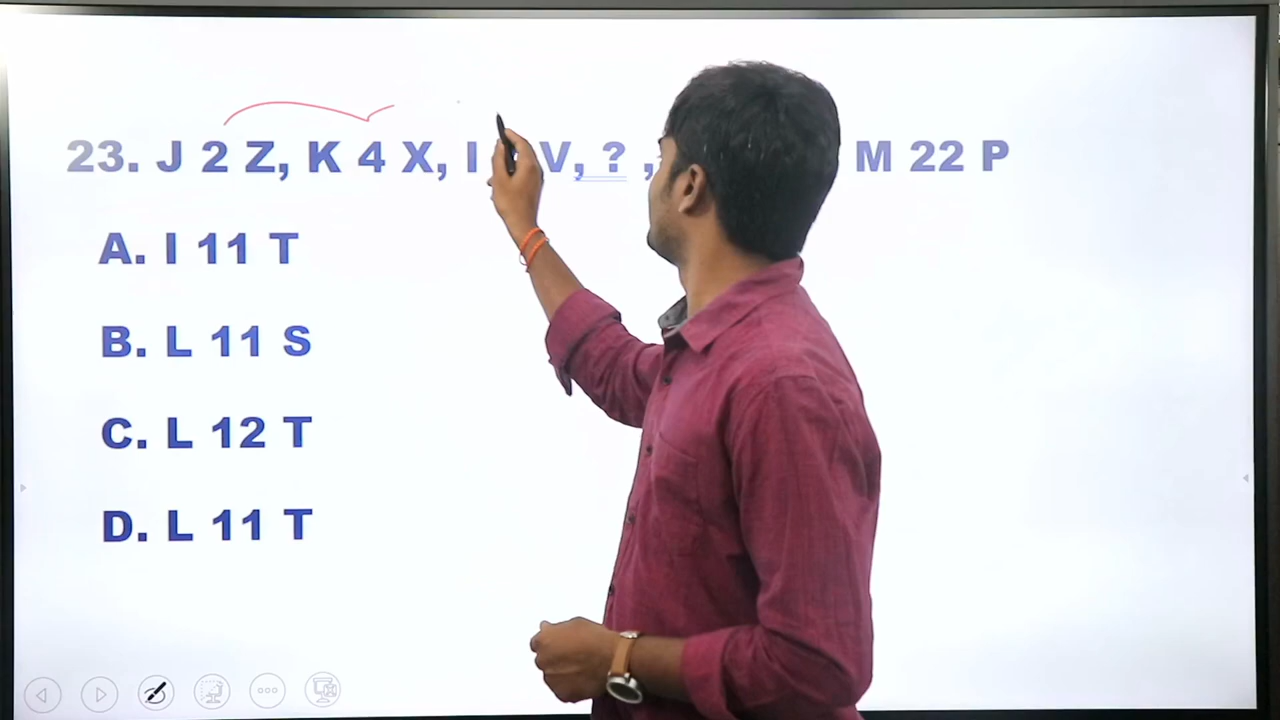 23. J 2 Z, K 4 X, I V, ? , M 22 P
A. I 11 T
B. L 11 S
C. L 12 T
D. L 11 T